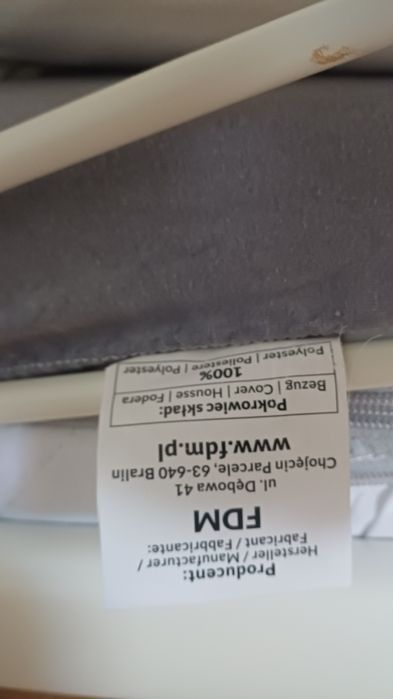 Producent:
Hersteller / Manufacturer /
Fabricant / Fabbricante:
FDM
ul. Dębowa 41
Chojęcin Parcele, 63-640 Bralin
www.fdm.pl
Pokrowiec skład:
Bezug | Cover | Housse | Fodera
100%
Polyester | Poliestere | Polyester